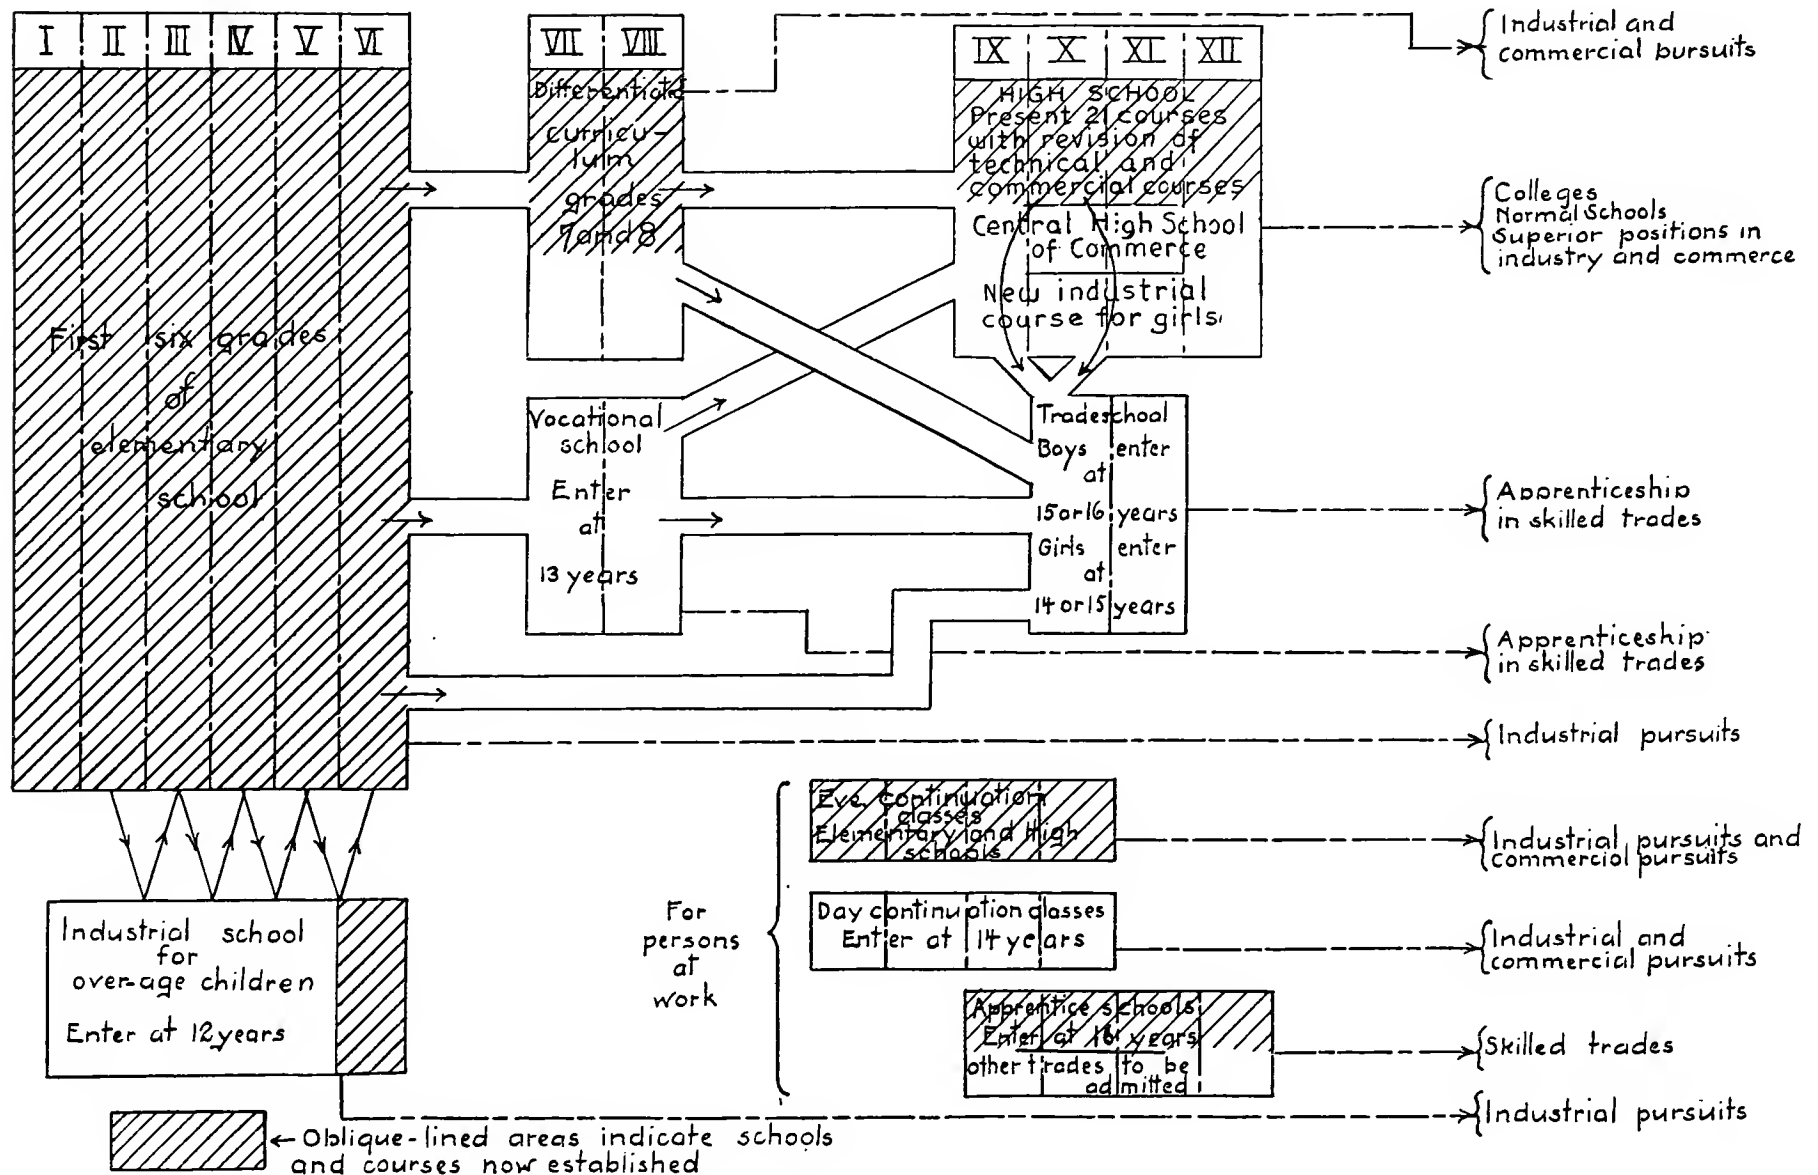 I II III IV V VI
VII VIII
IX X XI XII
First six grades
of
elementary
school
Differentiated
curricu-
lum
grades
7 and 8
HIGH SCHOOL
Present 21 courses
with revision of
technical and
commercial courses
Central High School
of Commerce
New industrial
course for girls
Vocational
school
Enter
at
13 years
Trade school
Boys enter
at
15 or 16 years
Girls enter
at
14 or 15 years
Industrial and
commercial pursuits
Colleges
Normal Schools
Superior positions in
industry and commerce
Apprenticeship
in skilled trades
Apprenticeship
in skilled trades
Industrial pursuits
Industrial school
for
over-age children
Enter at 12 years
For
persons
at
work
Eve. continuation
classes
Elementary and High
schools
Industrial pursuits and
commercial pursuits
Day continuation classes
Enter at 14 years
Industrial and
commercial pursuits
Apprentice schools
Enter at 16 years
other trades to be
admitted
Skilled trades
Industrial pursuits
Oblique-lined areas indicate schools
and courses now established